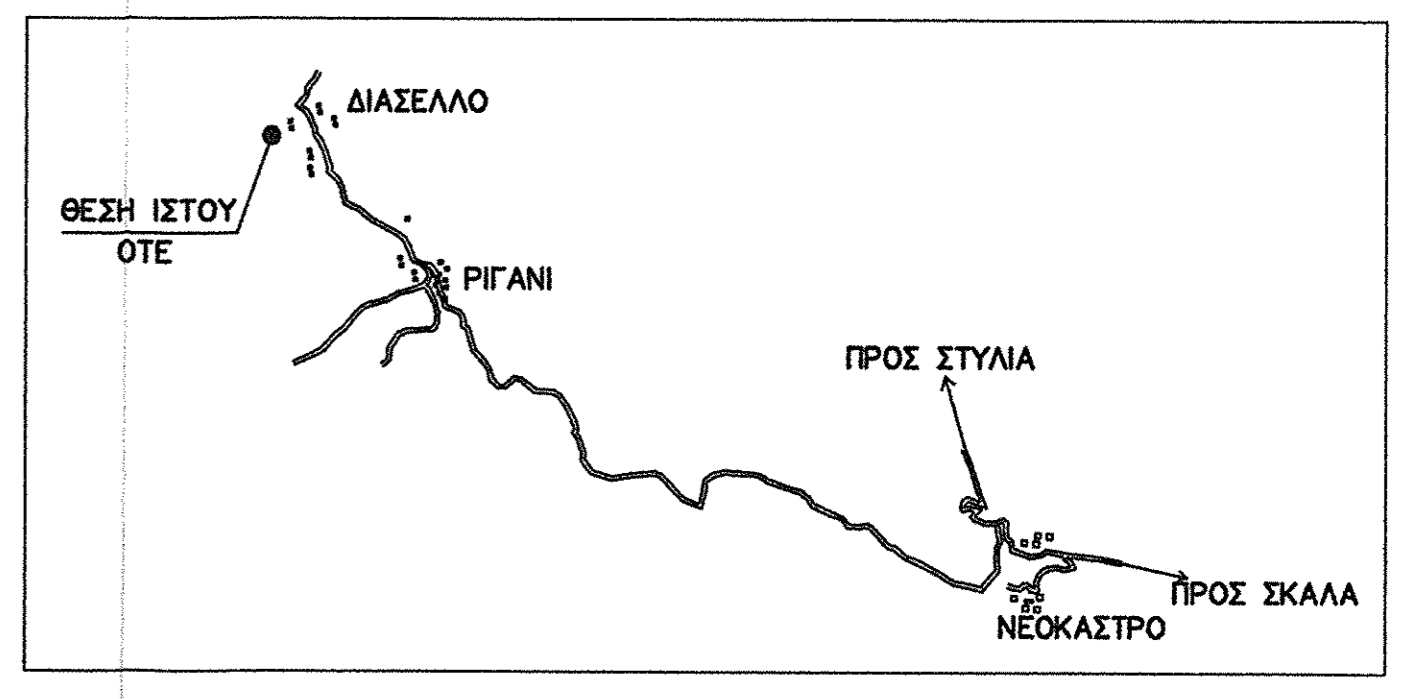 ΔΙΑΣΕΛΛΟ
ΘΕΣΗ ΙΣΤΟΥ
ΟΤΕ
ΡΙΓΑΝΙ
ΠΡΟΣ ΣΤΥΛΙΑ
ΠΡΟΣ ΣΚΑΛΑ
ΝΕΟΚΑΣΤΡΟ